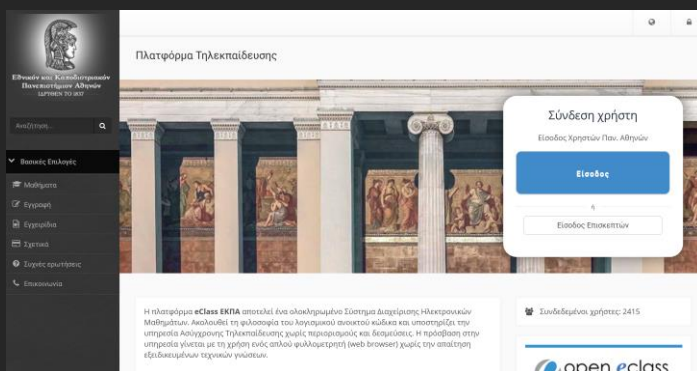 Εθνικόν και Καποδιστριακόν
Πανεπιστήμιον Αθηνών
ΙΔΡΥΘΕΝ ΤΟ 1837
Αναζήτηση...
Βασικές Επιλογές
Μαθήματα
Εγγραφή
Εγχειρίδια
Σχετικά
Συχνές ερωτήσεις
Επικοινωνία
Πλατφόρμα Τηλεκπαίδευσης
Σύνδεση χρήστη
Είσοδος Χρηστών Παν. Αθηνών
Είσοδος
ή
Είσοδος Επισκεπτών
Η πλατφόρμα eClass ΕΚΠΑ αποτελεί ένα ολοκληρωμένο Σύστημα Διαχείρισης Ηλεκτρονικών
Μαθημάτων. Ακολουθεί τη φιλοσοφία του λογισμικού ανοικτού κώδικα και υποστηρίζει την
υπηρεσία Ασύγχρονης Τηλεκπαίδευσης χωρίς περιορισμούς και δεσμεύσεις. Η πρόσβαση στην
υπηρεσία γίνεται με τη χρήση ενός απλού φυλλομετρητή (web browser) χωρίς την απαίτηση
εξειδικευμένων τεχνικών γνώσεων.
Συνδεδεμένοι χρήστες: 2415
open eclass